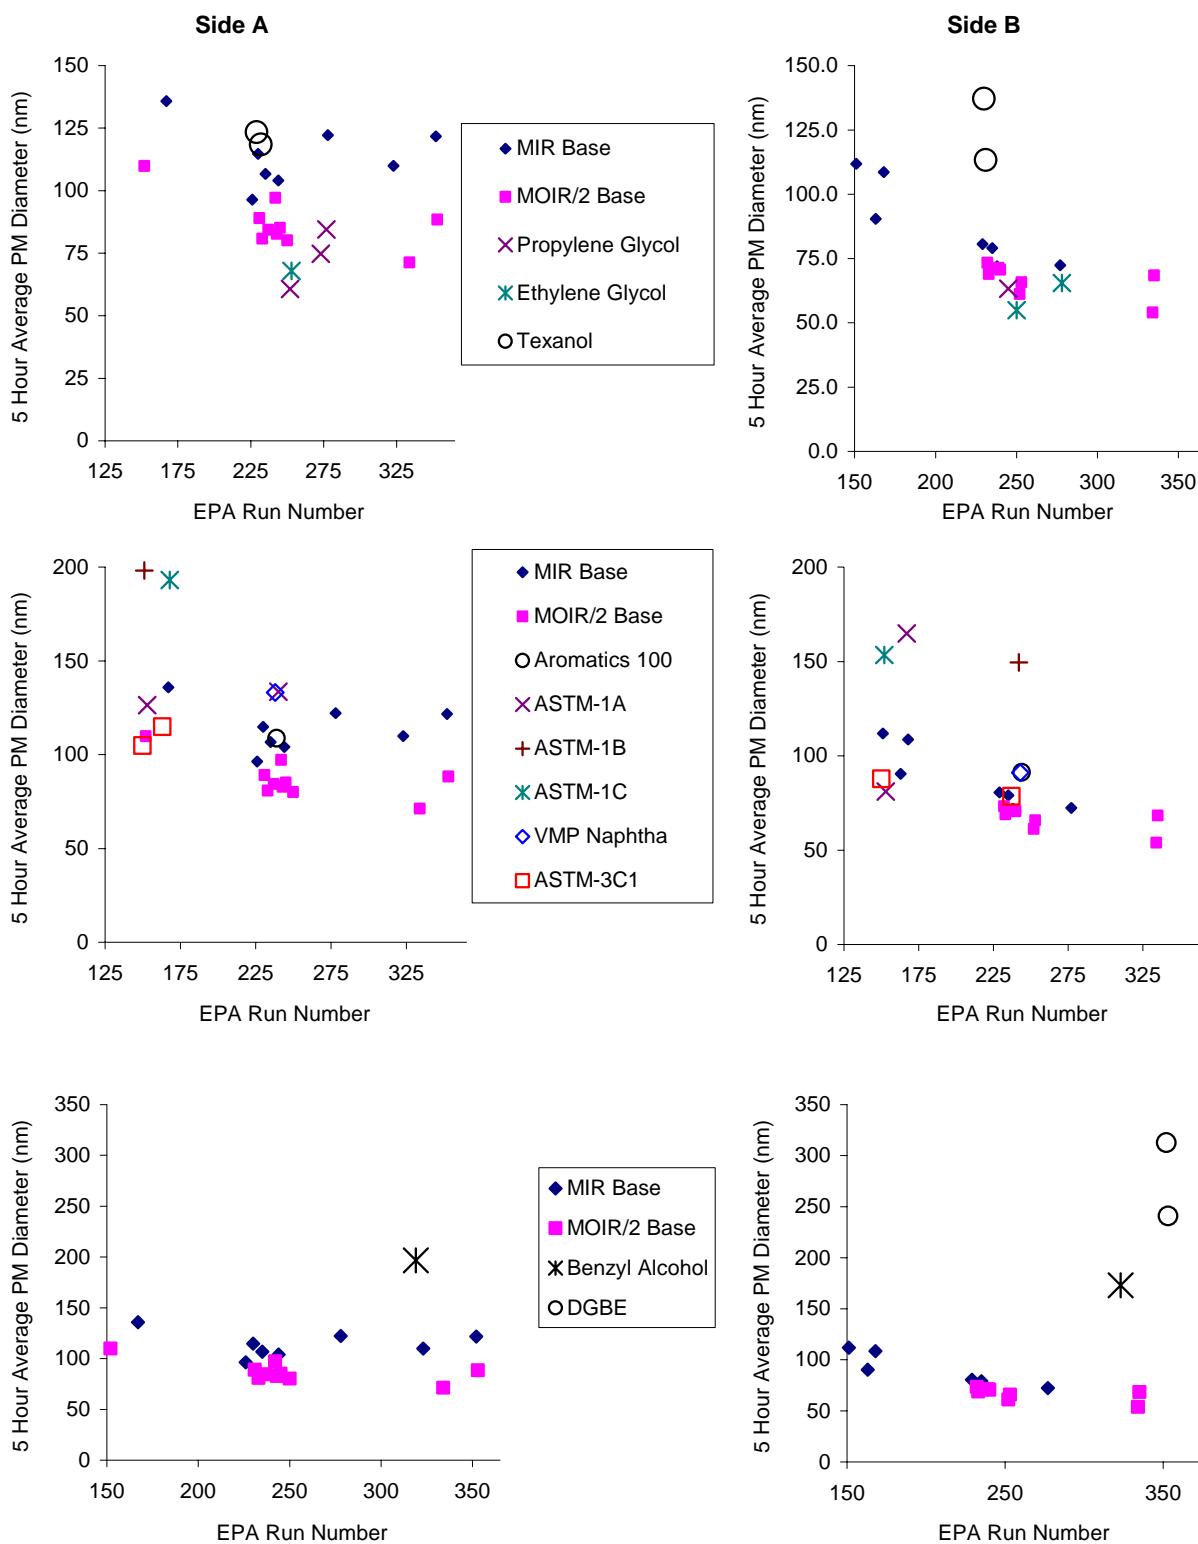 Side A
Side B
5 Hour Average PM Diameter (nm)
150
125
100
75
50
25
0
125 175 225 275 325
EPA Run Number
MIR Base
MOIR/2 Base
Propylene Glycol
Ethylene Glycol
Texanol
5 Hour Average PM Diameter (nm)
150.0
125.0
100.0
75.0
50.0
25.0
0.0
150 200 250 300 350
EPA Run Number
5 Hour Average PM Diameter (nm)
200
150
100
50
0
125 175 225 275 325
EPA Run Number
MIR Base
MOIR/2 Base
Aromatics 100
ASTM-1A
ASTM-1B
ASTM-1C
VMP Naphtha
ASTM-3C1
5 Hour Average PM Diameter (nm)
200
150
100
50
0
125 175 225 275 325
EPA Run Number
5 Hour Average PM Diameter (nm)
350
300
250
200
150
100
50
0
150 200 250 300 350
EPA Run Number
MIR Base
MOIR/2 Base
Benzyl Alcohol
DGBE
5 Hour Average PM Diameter (nm)
350
300
250
200
150
100
50
0
150 250 350
EPA Run Number